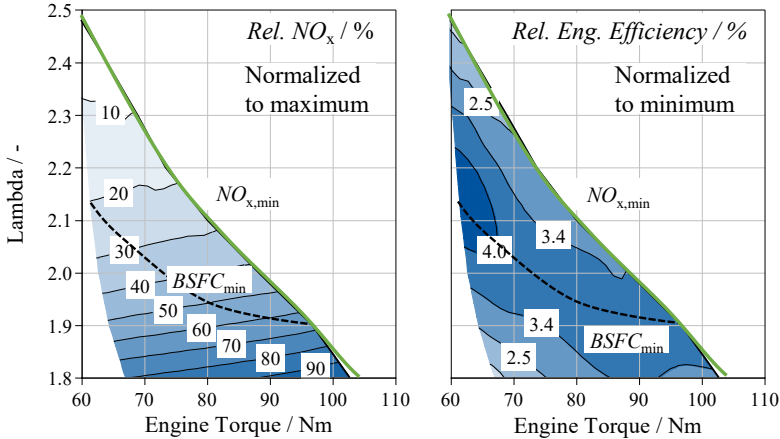 Rel. NOx / %
Normalized
to maximum
2.5
2.4
2.3
2.2
2.1
2.0
1.9
1.8
Lambda / -
10
20
30
40
50
60
70
80
90
NOx,min
BSFCmin
60
70
80
90
100
110
Engine Torque / Nm
Rel. Eng. Efficiency / %
Normalized
to minimum
2.5
4.0
3.4
3.4
2.5
NOx,min
BSFCmin
60
70
80
90
100
110
Engine Torque / Nm